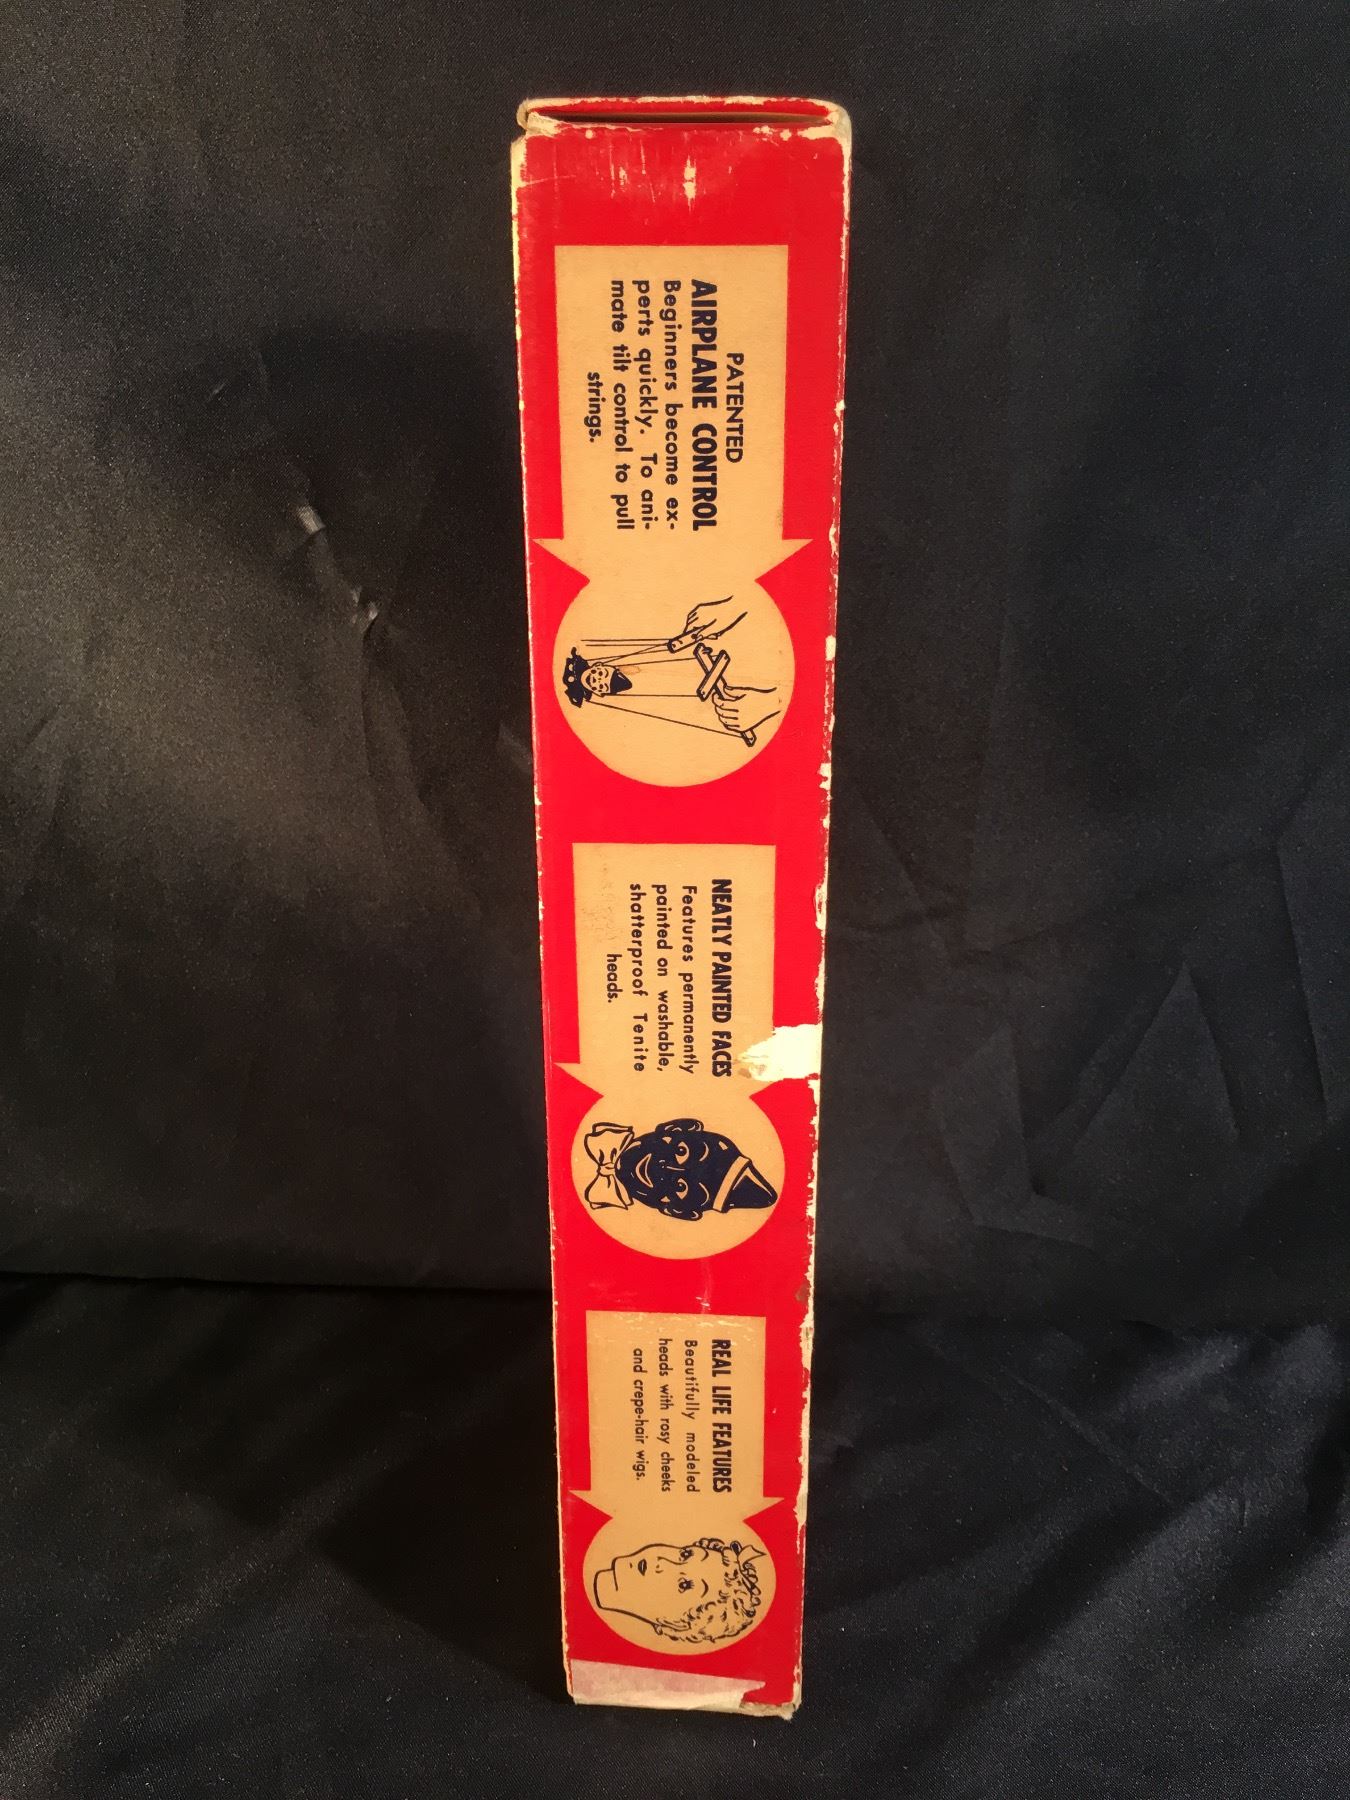 PATENTED
AIRPLANE CONTROL
Beginners become ex-
perts quickly. To ani-
mate tilt control to pull
strings.
NEATLY PAINTED FACES
Features permanently
painted on washable,
shatterproof Tenite
heads.
REAL LIFE FEATURES
Beautifully modeled
heads with rosy cheeks
and crepe-hair wigs.